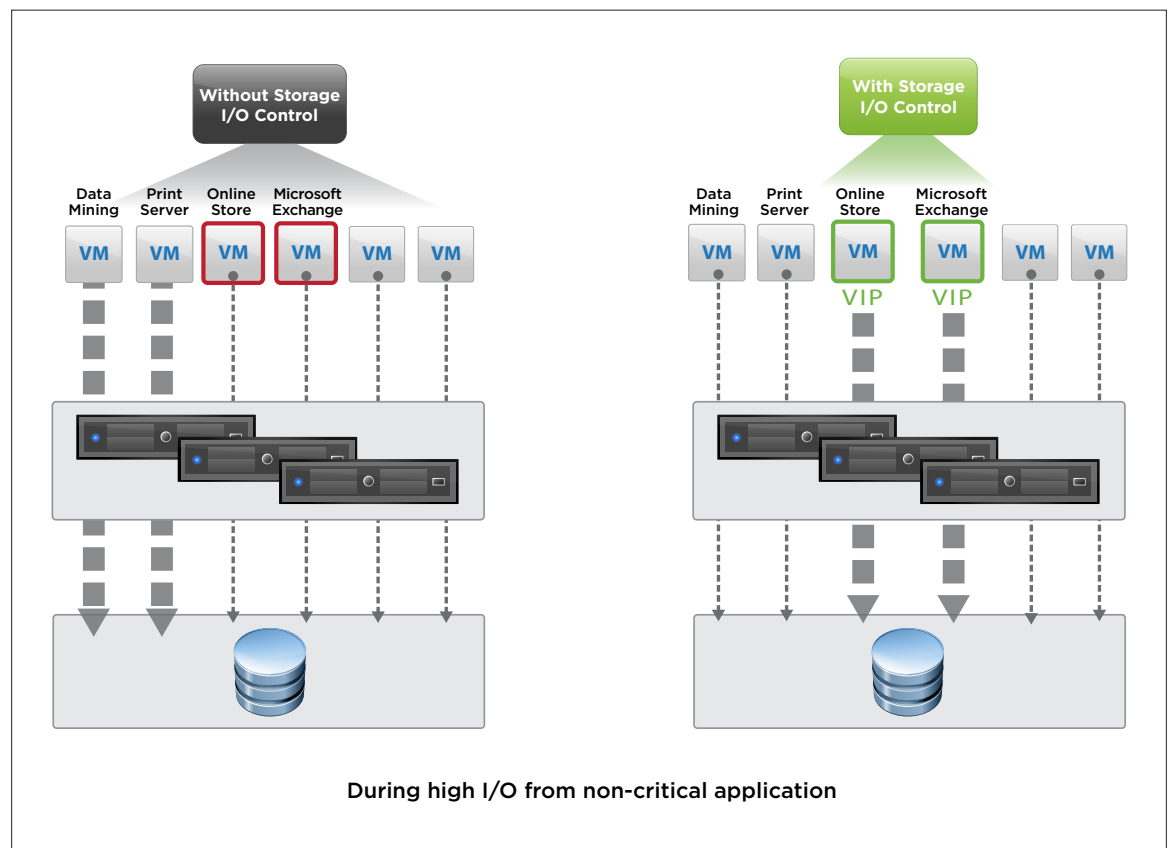 Without Storage
I/O Control
With Storage
I/O Control
Data
Mining
Print
Server
Online
Store
Microsoft
Exchange
VM
VM
VM
VM
VM
VM
Data
Mining
Print
Server
Online
Store
Microsoft
Exchange
VM
VM
VM
VM
VM
VM
VIP
VIP
During high I/O from non-critical application